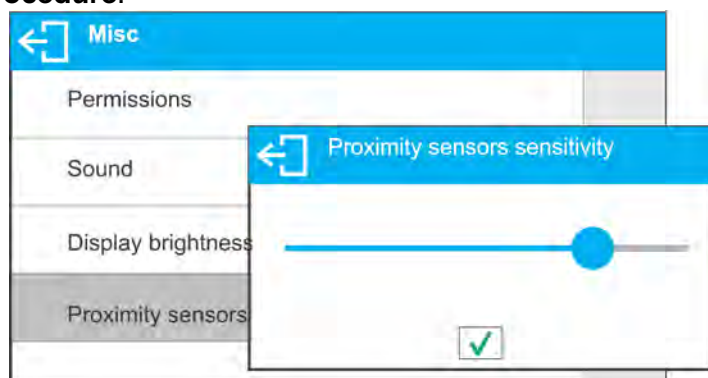 Misc
Permissions
Sound
Display brightness
Proximity sensors
Proximity sensors sensitivity